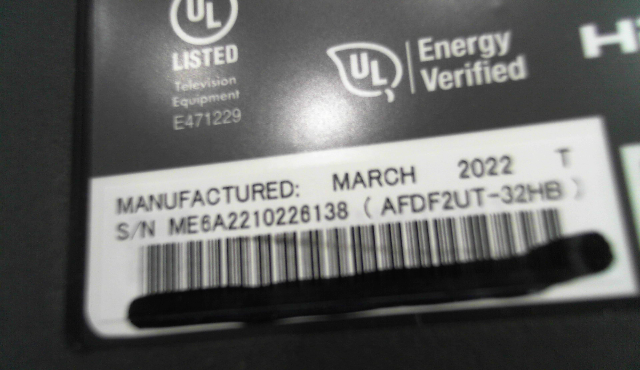 UL
LISTED
Television
Equipment
E471229
UL
Energy
Verified
MANUFACTURED: MARCH 2022 T
S/N ME6A2210226138 ( AFDF2UT-32HB )